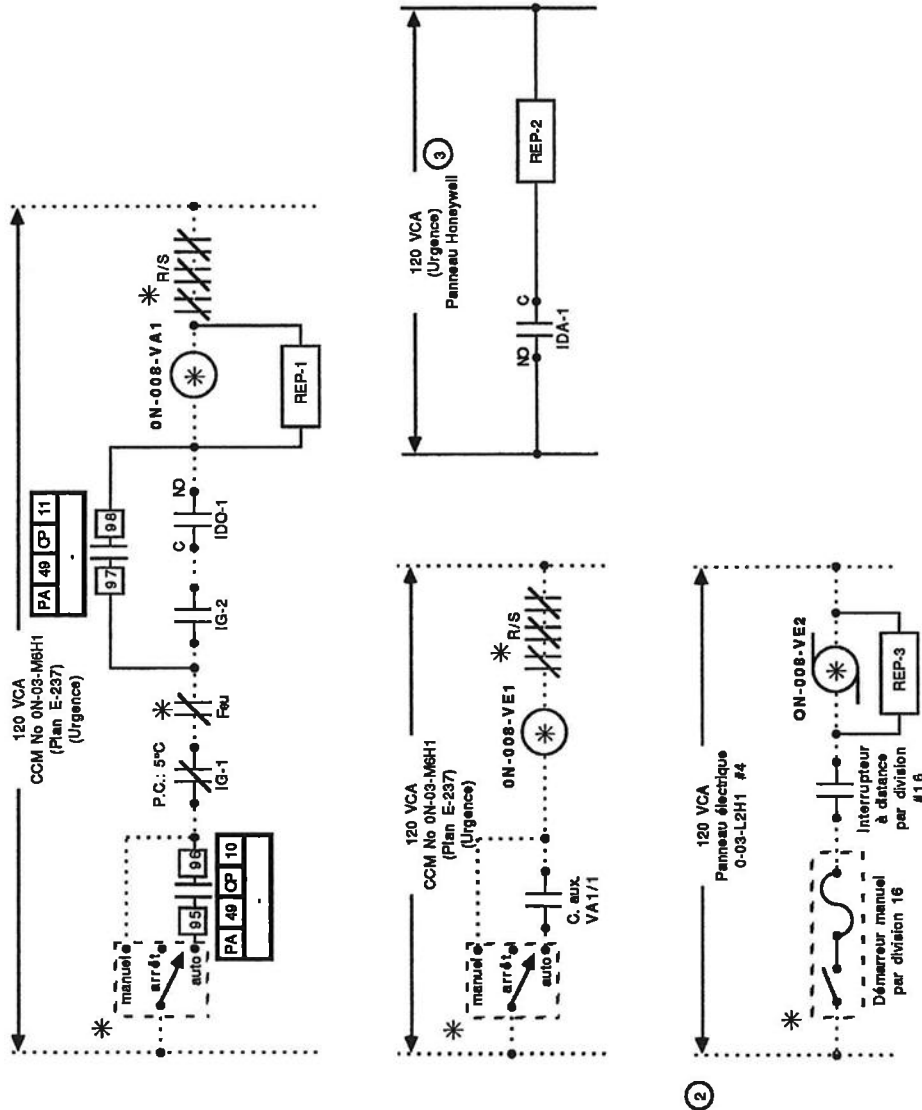 120 VCA
CCM No 0N-03-M6H1
(Plan E-237)
(Urgence)
PA 49 CP 11
-
97 98
manuel
arrêt
auto
95 96
PA 49 CP 10
-
P.C.: 5°C
IG-1
Feu
IG-2
C NO
IDO-1
0N-008-VA1
REP-1
R/S
120 VCA
CCM No 0N-03-M6H1
(Plan E-237)
(Urgence)
manuel
arrêt
auto
C. aux.
VA1/1
0N-008-VE1
R/S
120 VCA
(Urgence)
Panneau Honeywell
3
NO C
IDA-1
REP-2
2
120 VCA
Panneau électrique
0-03-L2H1 #4
Démarreur manuel
par division 16
Interrupteur
à distance
par division
#16
ON-008-VE2
REP-3